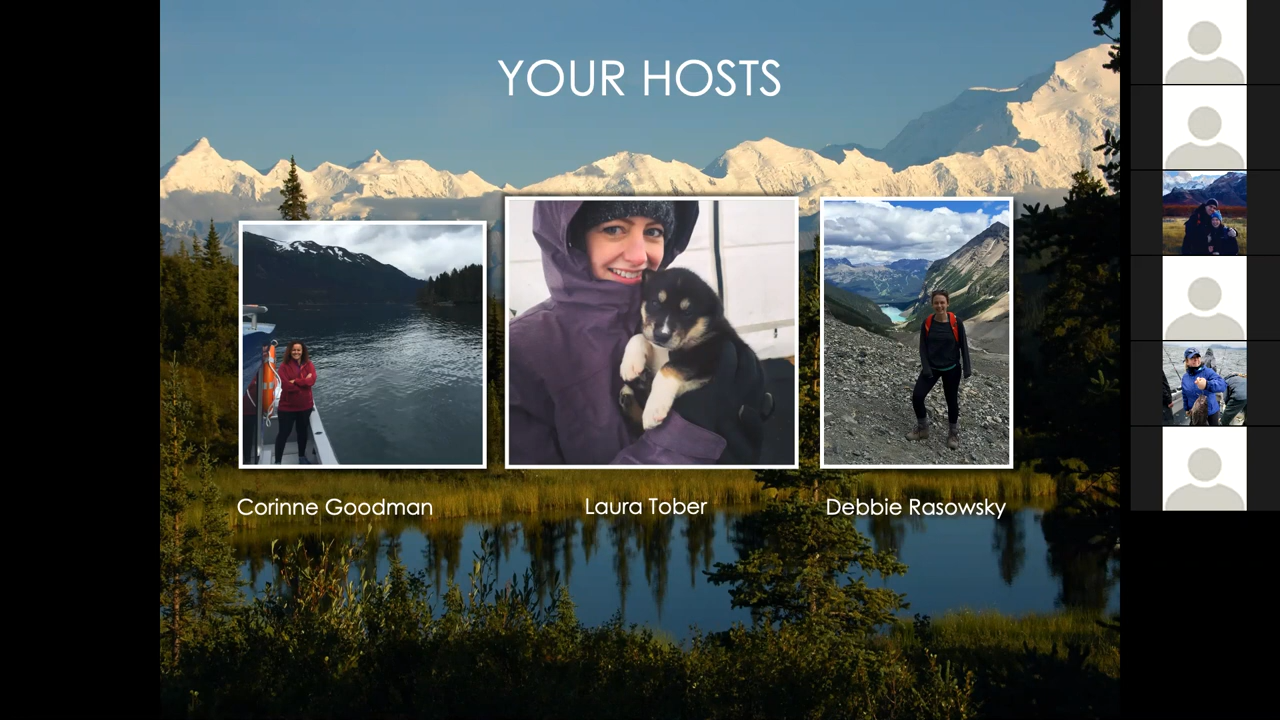 YOUR HOSTS
Corinne Goodman
Laura Tober
Debbie Rasowsky